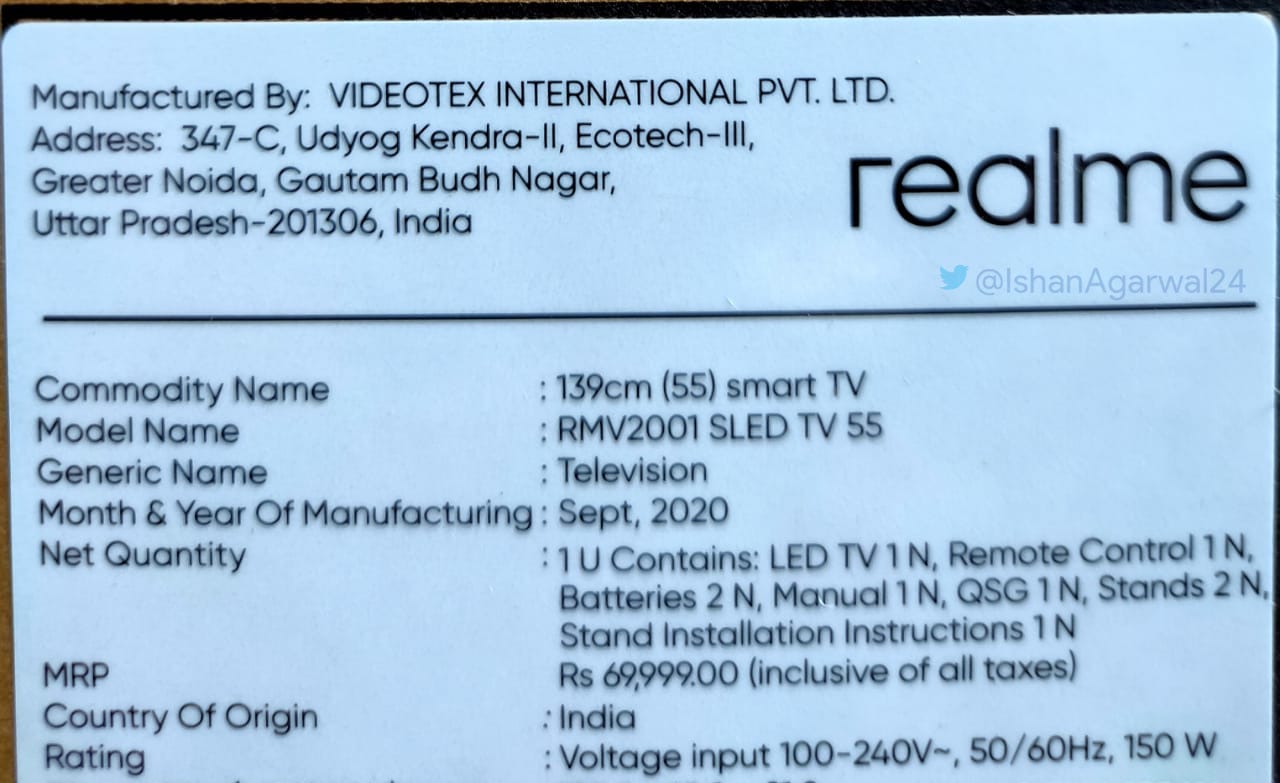 Manufactured By: VIDEOTEX INTERNATIONAL PVT. LTD.
Address: 347-C, Udyog Kendra-II, Ecotech-III,
Greater Noida, Gautam Budh Nagar,
Uttar Pradesh-201306, India
realme
@IshanAgarwal24
Commodity Name : 139cm (55) smart TV
Model Name : RMV2001 SLED TV 55
Generic Name : Television
Month & Year Of Manufacturing : Sept, 2020
Net Quantity : 1 U Contains: LED TV 1 N, Remote Control 1 N,
Batteries 2 N, Manual 1 N, QSG 1 N, Stands 2 N,
Stand Installation Instructions 1 N
MRP Rs 69,999.00 (inclusive of all taxes)
Country Of Origin : India
Rating : Voltage input 100-240V~, 50/60Hz, 150 W